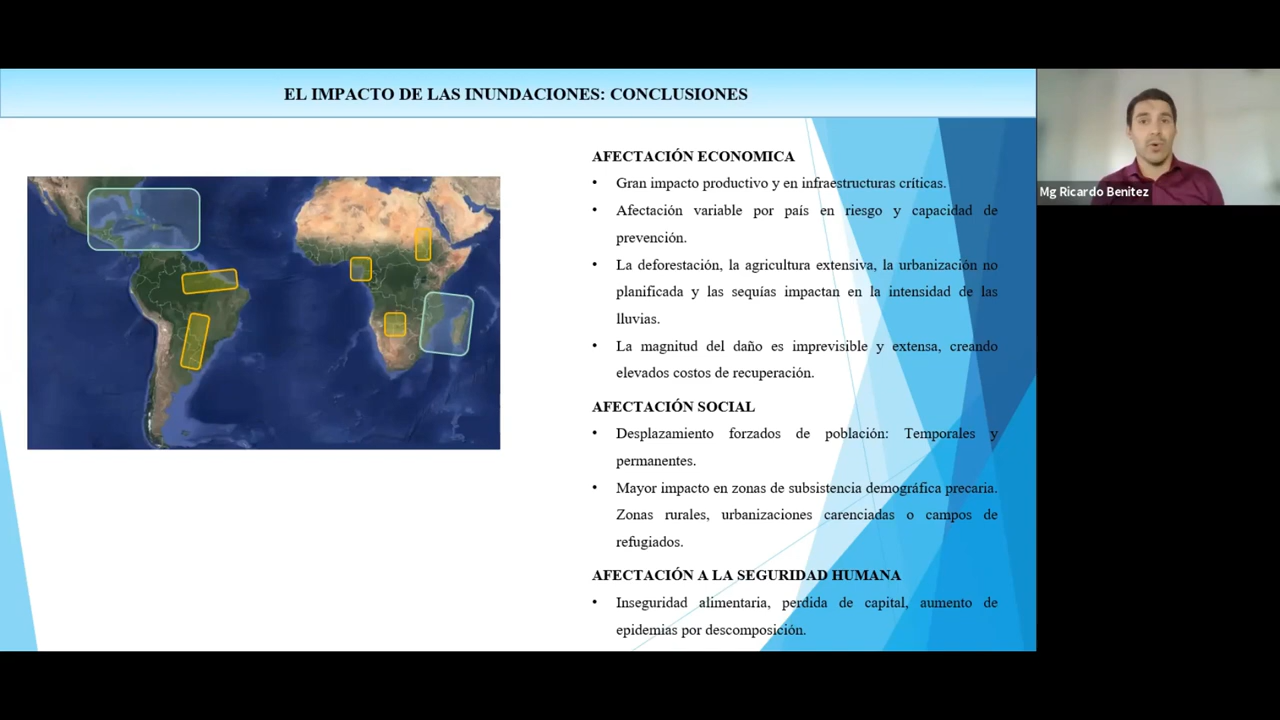 EL IMPACTO DE LAS INUNDACIONES: CONCLUSIONES
Mg Ricardo Benitez
AFECTACIÓN ECONOMICA
• Gran impacto productivo y en infraestructuras críticas.
• Afectación variable por país en riesgo y capacidad de
prevención.
• La deforestación, la agricultura extensiva, la urbanización no
planificada y las sequías impactan en la intensidad de las
lluvias.
• La magnitud del daño es imprevisible y extensa, creando
elevados costos de recuperación.
AFECTACIÓN SOCIAL
• Desplazamiento forzados de población: Temporales y
permanentes.
• Mayor impacto en zonas de subsistencia demográfica precaria.
Zonas rurales, urbanizaciones carenciadas o campos de
refugiados.
AFECTACIÓN A LA SEGURIDAD HUMANA
• Inseguridad alimentaria, perdida de capital, aumento de
epidemias por descomposición.